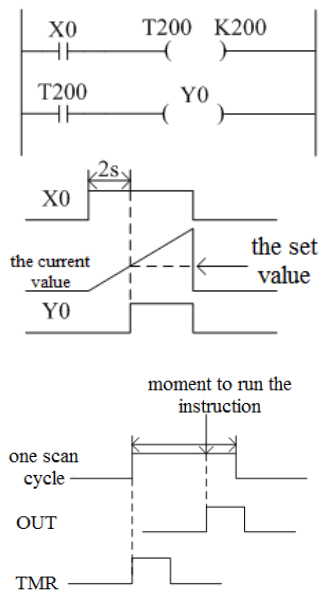 X0 T200 K200
T200 Y0
2s
X0
the current
value
the set
value
Y0
moment to run the
instruction
one scan
cycle
OUT
TMR